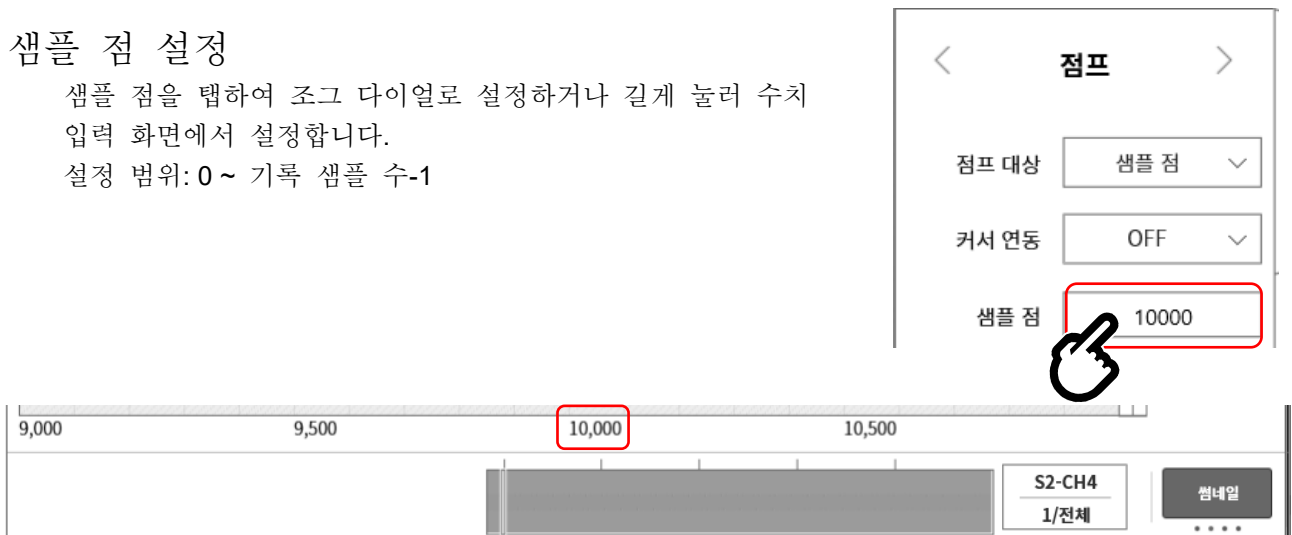 샘플 점 설정
샘플 점을 탭하여 조그 다이얼로 설정하거나 길게 눌러 수치
입력 화면에서 설정합니다.
설정 범위: 0 ~ 기록 샘플 수-1
점프
점프 대상 샘플 점
커서 연동 OFF
샘플 점 10000
9,000 9,500 10,000 10,500
S2-CH4
1/전체
썸네일